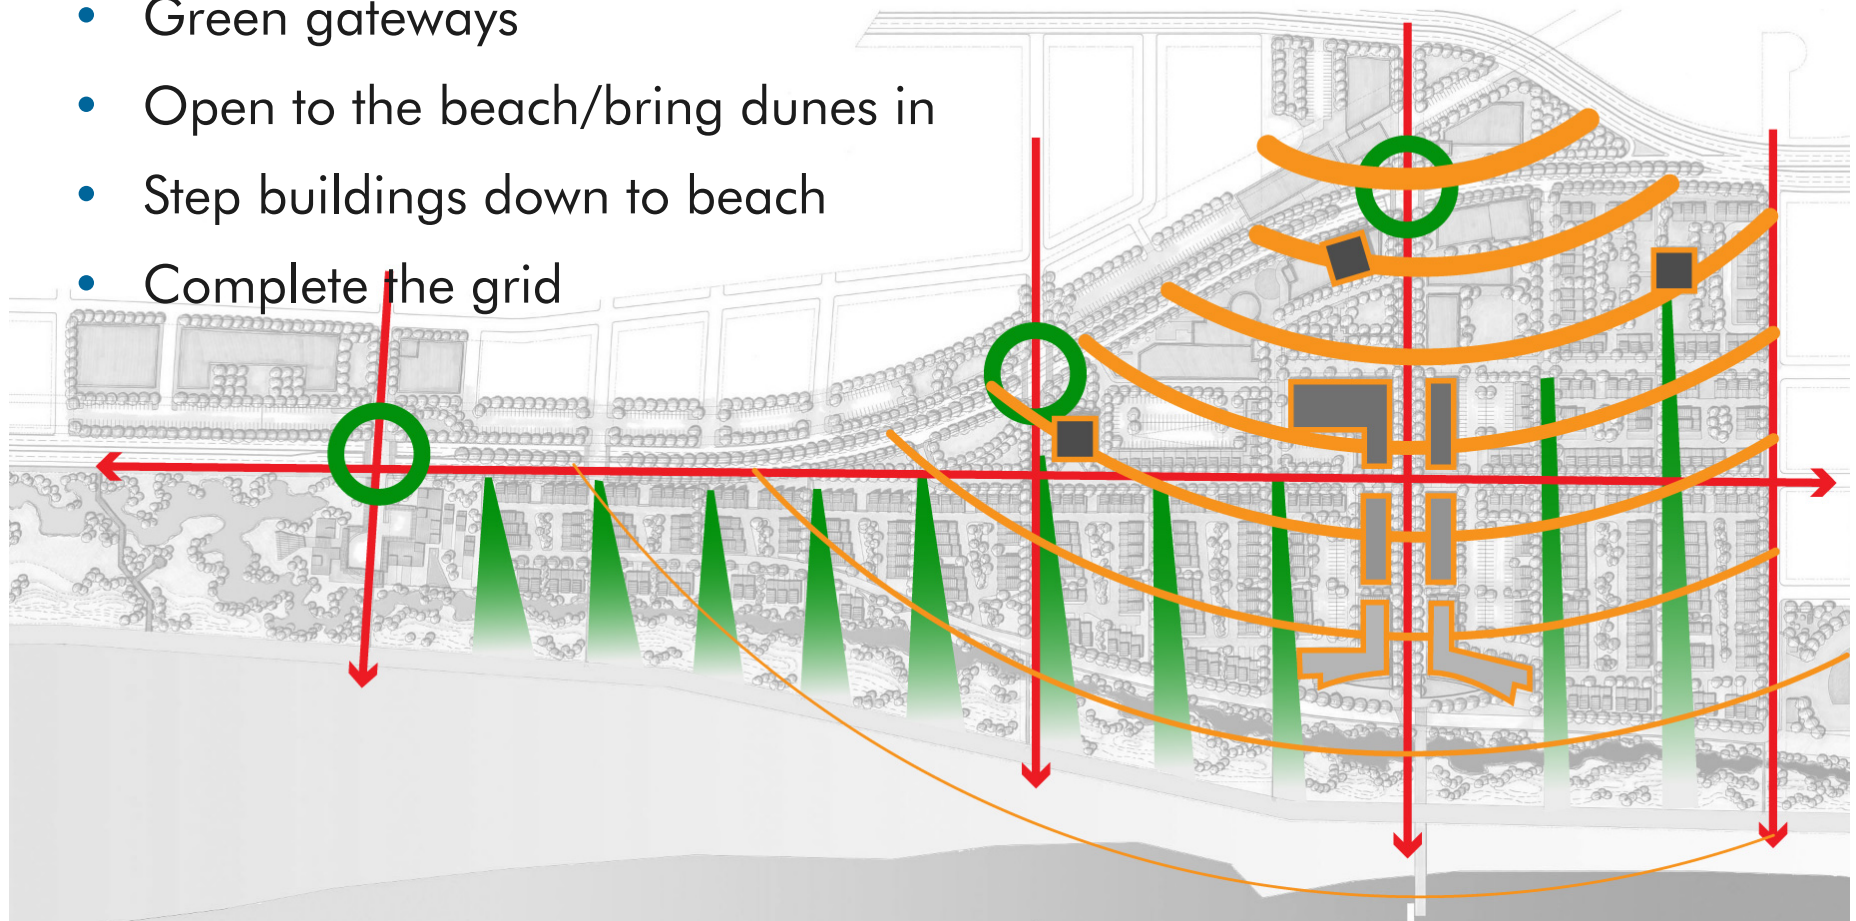 • Green gateways
• Open to the beach/bring dunes in
• Step buildings down to beach
• Complete the grid